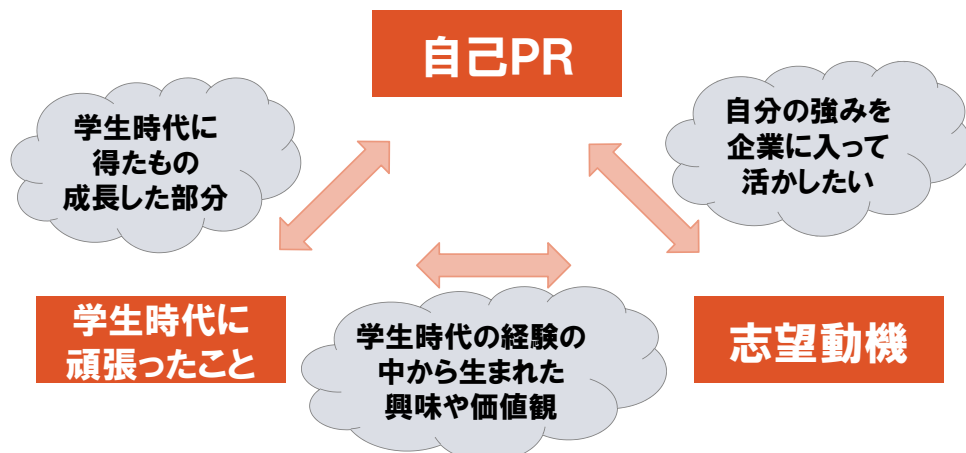 自己PR
学生時代に
得たもの
成長した部分
自分の強みを
企業に入って
活かしたい
学生時代に
頑張ったこと
学生時代の経験の
中から生まれた
興味や価値観
志望動機